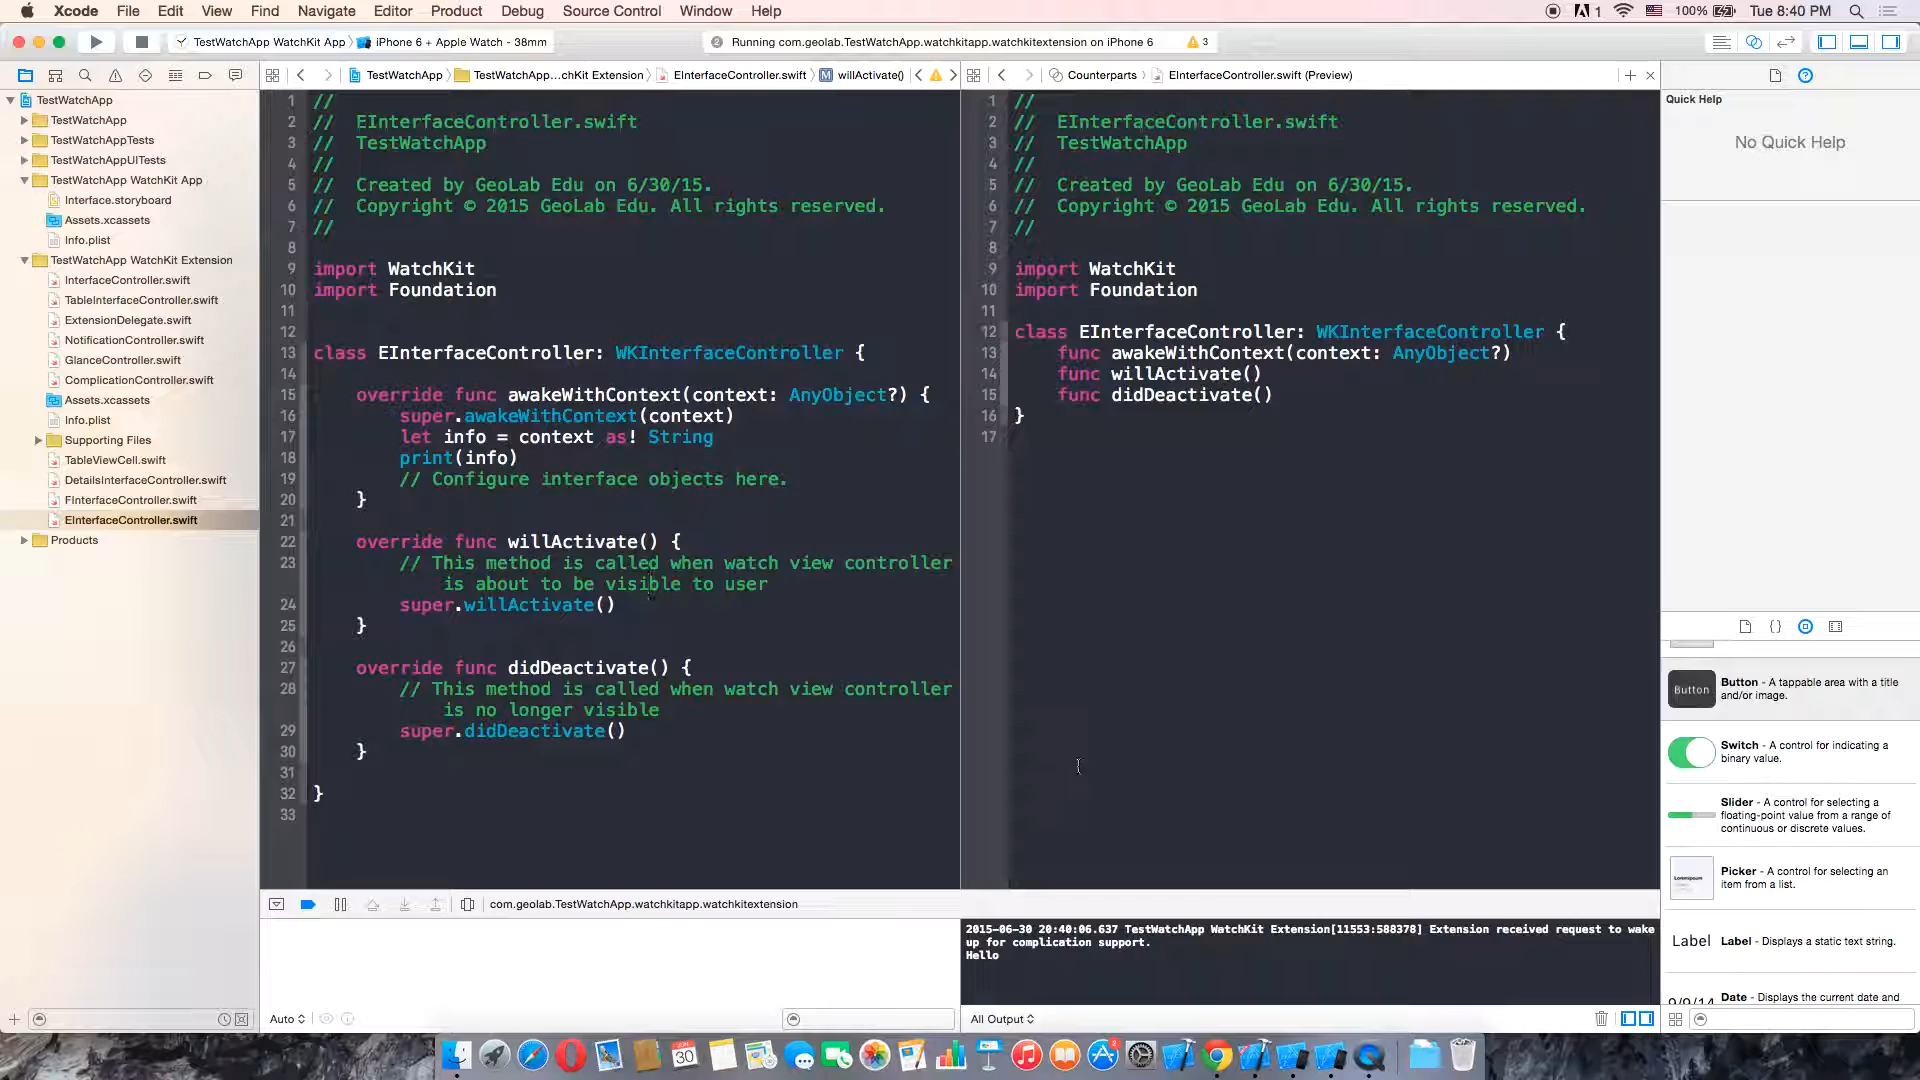 Xcode File Edit View Find Navigate Editor Product Debug Source Control Window Help
1 100% Tue 8:40 PM
TestWatchApp WatchKit App iPhone 6 + Apple Watch - 38mm
2 Running com.geolab.TestWatchApp.watchkitapp.watchkitextension on iPhone 6 3
TestWatchApp TestWatchApp...chKit Extension EInterfaceController.swift willActivate()
Counterparts EInterfaceController.swift (Preview)
TestWatchApp
TestWatchApp
TestWatchAppTests
TestWatchAppUITests
TestWatchApp WatchKit App
Interface.storyboard
Assets.xcassets
Info.plist
TestWatchApp WatchKit Extension
InterfaceController.swift
TableInterfaceController.swift
ExtensionDelegate.swift
NotificationController.swift
GlanceController.swift
ComplicationController.swift
Assets.xcassets
Info.plist
Supporting Files
TableViewCell.swift
DetailsInterfaceController.swift
FInterfaceController.swift
EInterfaceController.swift
Products
1 //
2 // EInterfaceController.swift
3 // TestWatchApp
4 //
5 // Created by GeoLab Edu on 6/30/15.
6 // Copyright © 2015 GeoLab Edu. All rights reserved.
7 //
8
9 import WatchKit
10 import Foundation
11
12
13 class EInterfaceController: WKInterfaceController {
14
15 override func awakeWithContext(context: AnyObject?) {
16 super.awakeWithContext(context)
17 let info = context as! String
18 print(info)
19 // Configure interface objects here.
20 }
21
22 override func willActivate() {
23 // This method is called when watch view controller
is about to be visible to user
24 super.willActivate()
25 }
26
27 override func didDeactivate() {
28 // This method is called when watch view controller
is no longer visible
29 super.didDeactivate()
30 }
31
32 }
33
1 //
2 // EInterfaceController.swift
3 // TestWatchApp
4 //
5 // Created by GeoLab Edu on 6/30/15.
6 // Copyright © 2015 GeoLab Edu. All rights reserved.
7 //
8
9 import WatchKit
10 import Foundation
11
12 class EInterfaceController: WKInterfaceController {
13 func awakeWithContext(context: AnyObject?)
14 func willActivate()
15 func didDeactivate()
16 }
17
Quick Help
No Quick Help
Button
Button - A tappable area with a title
and/or image.
Switch - A control for indicating a
binary value.
Slider - A control for selecting a
floating-point value from a range of
continuous or discrete values.
Picker - A control for selecting an
item from a list.
Label Label - Displays a static text string.
9/9/14 Date - Displays the current date and
com.geolab.TestWatchApp.watchkitapp.watchkitextension
2015-06-30 20:40:06.637 TestWatchApp WatchKit Extension[11553:588378] Extension received request to wake
up for complication support.
Hello
Auto
All Output
JUN
30
2